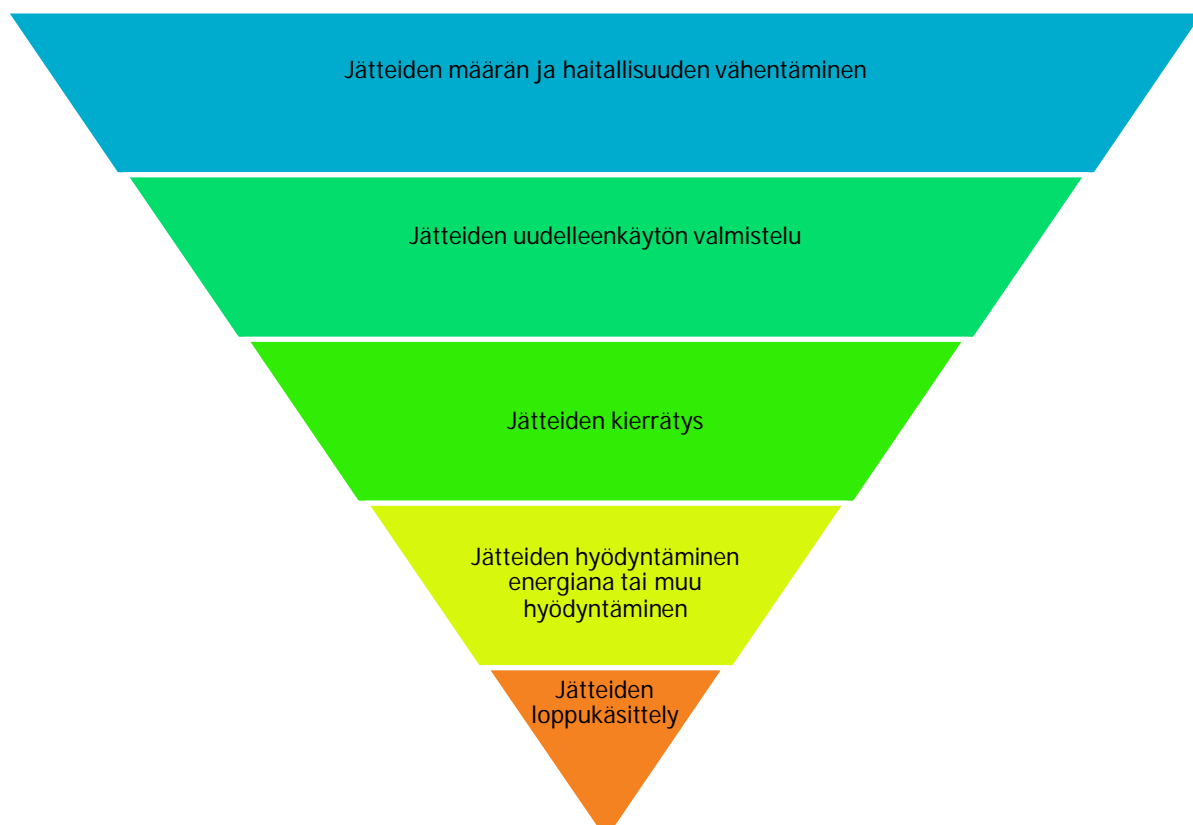 Jätteiden määrän ja haitallisuuden vähentäminen
Jätteiden uudelleenkäytön valmistelu
Jätteiden kierrätys
Jätteiden hyödyntäminen
energiana tai muu
hyödyntäminen
Jätteiden
loppukäsittely